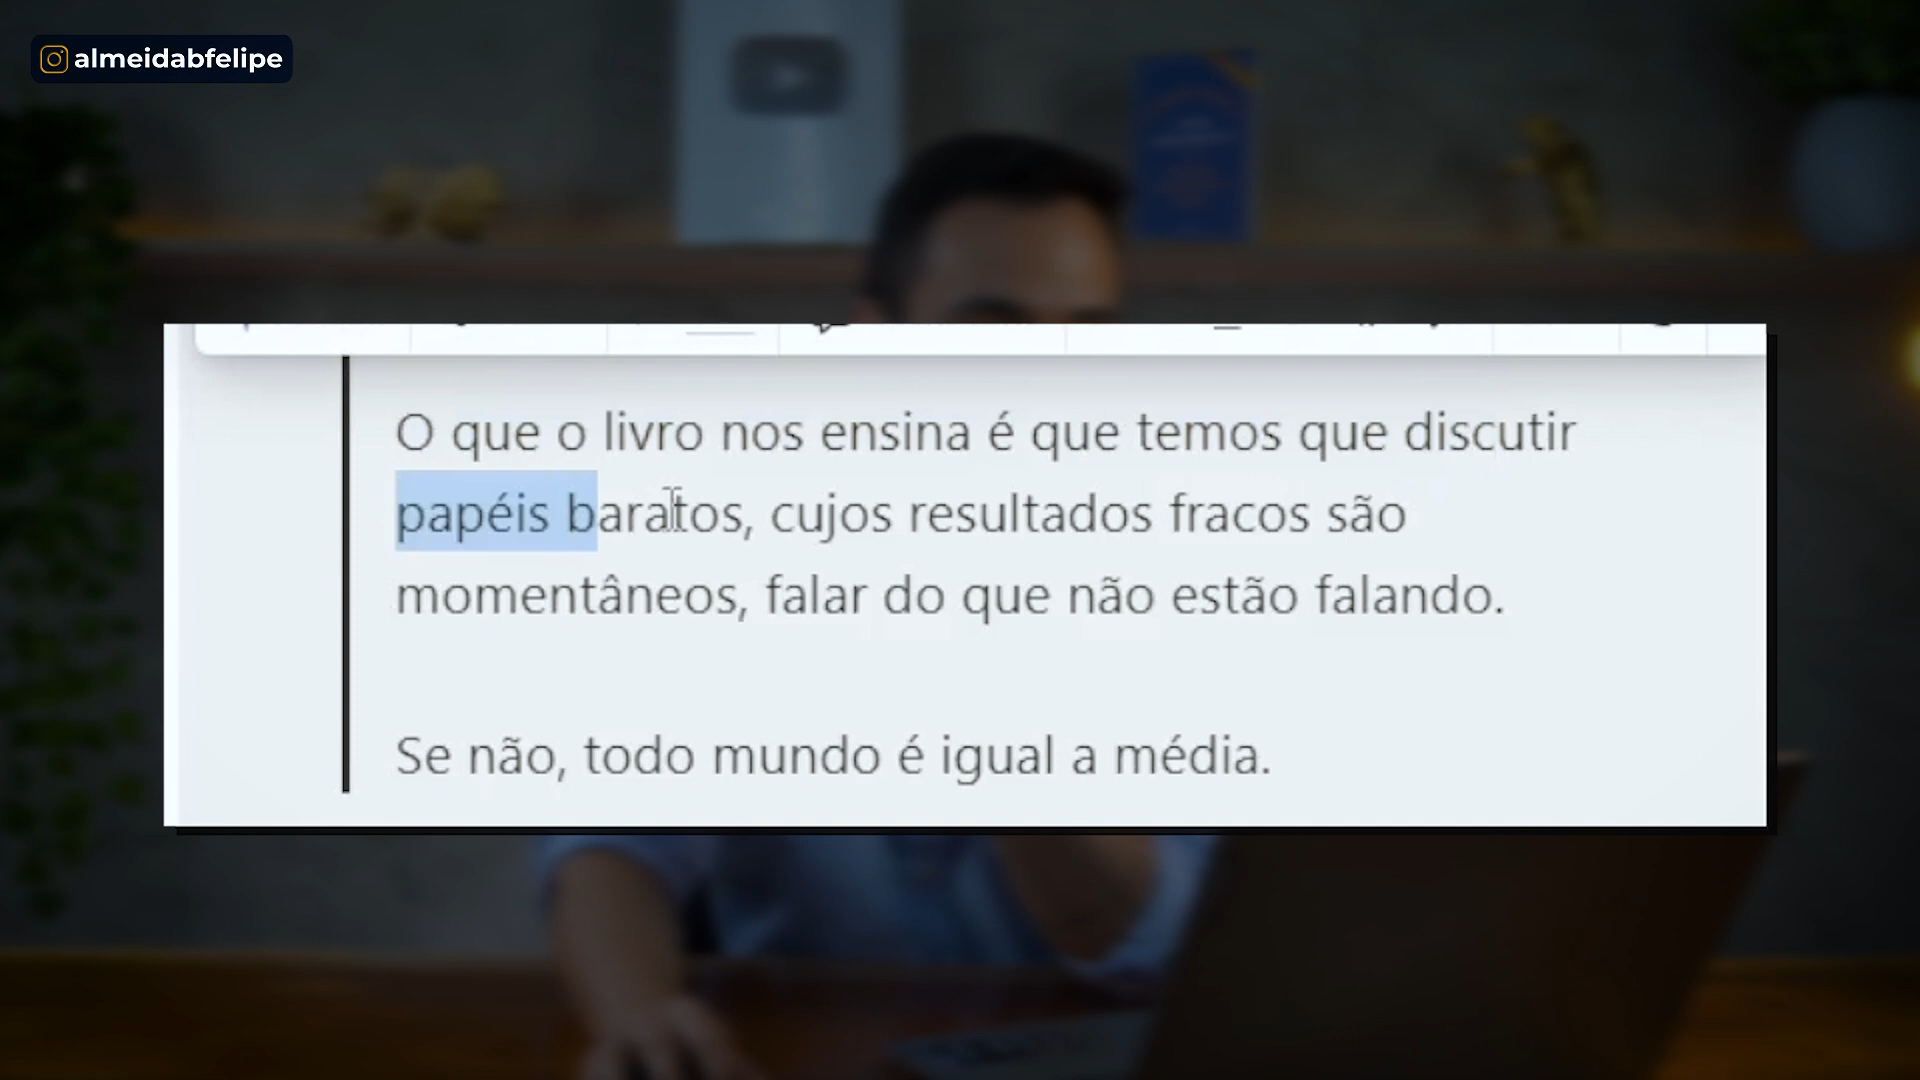 almeidabfelipe
O que o livro nos ensina é que temos que discutir
papéis baratos, cujos resultados fracos são
momentâneos, falar do que não estão falando.
Se não, todo mundo é igual a média.